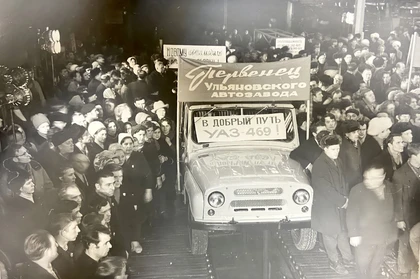 Первенец
УЛЬЯНОВСКОГО
АВТОЗАВОДА
В ДОБРЫЙ ПУТЬ
УАЗ-469!